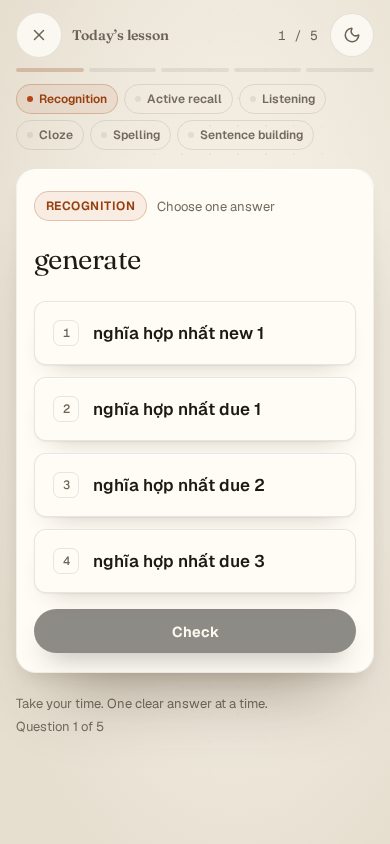 Today's lesson
1 / 5
Recognition
Active recall
Listening
Cloze
Spelling
Sentence building
RECOGNITION
Choose one answer
generate
1
nghĩa hợp nhất new 1
2
nghĩa hợp nhất due 1
3
nghĩa hợp nhất due 2
4
nghĩa hợp nhất due 3
Check
Take your time. One clear answer at a time.
Question 1 of 5